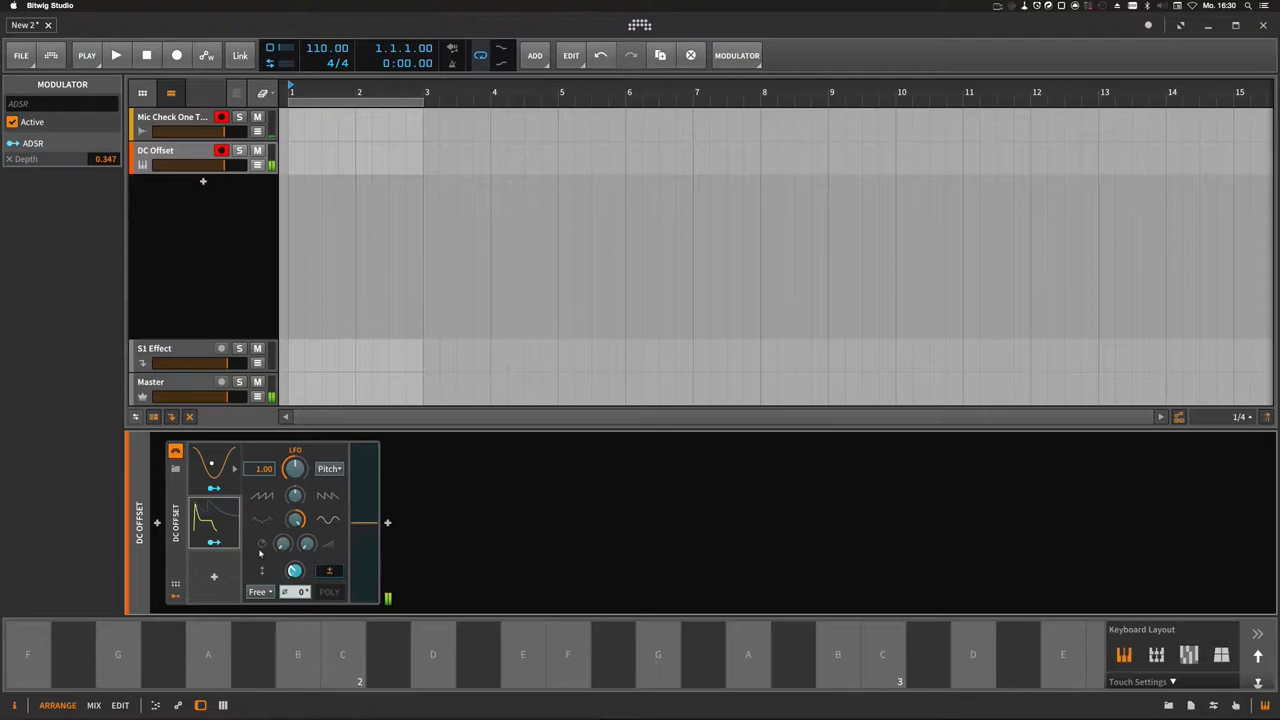 Bitwig Studio
Mo. 16:30
New 2*
FILE
PLAY
Link
110.00
4/4
1.1.1.00
0:00.00
ADD
EDIT
MODULATOR
MODULATOR
ADSR
Active
ADSR
Depth 0.347
1 2 3 4 5 6 7 8 9 10 11 12 13 14 15
Mic Check One T... S M
DC Offset S M
S1 Effect S M
Master S M
1/4
DC OFFSET
DC OFFSET
LFO
1.00 Pitch
±
Free 0° POLY
F G A B C D E F G A B C D E
2 3
Keyboard Layout
Touch Settings
ARRANGE MIX EDIT